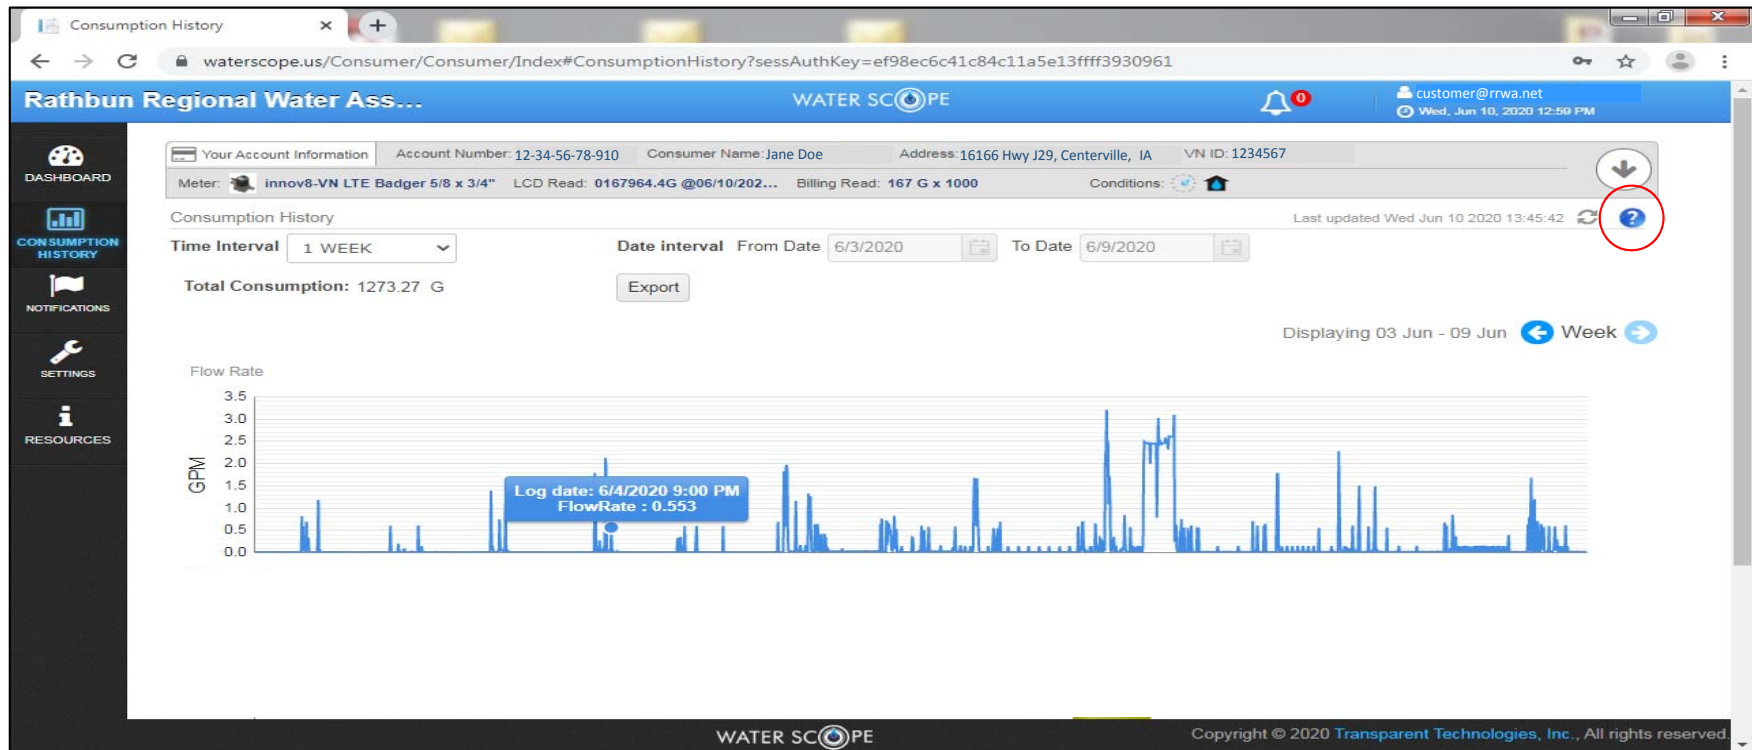 Consumption History
waterscope.us/Consumer/Consumer/Index#ConsumptionHistory?sessAuthKey=ef98ec6c41c84c11a5e13ffff3930961
Rathbun Regional Water Ass...
WATER SCOPE
0
customer@rrwa.net
Wed, Jun 10, 2020 12:59 PM
DASHBOARD
CONSUMPTION
HISTORY
NOTIFICATIONS
SETTINGS
RESOURCES
Your Account Information Account Number: 12-34-56-78-910 Consumer Name: Jane Doe Address: 16166 Hwy J29, Centerville, IA VN ID: 1234567
Meter: innov8-VN LTE Badger 5/8 x 3/4" LCD Read: 0167964.4G @06/10/202... Billing Read: 167 G x 1000 Conditions:
Consumption History Last updated Wed Jun 10 2020 13:45:42 ?
Time Interval 1 WEEK Date interval From Date 6/3/2020 To Date 6/9/2020
Total Consumption: 1273.27 G Export
Displaying 03 Jun - 09 Jun Week
Flow Rate
GPM
3.5
3.0
2.5
2.0
1.5
1.0
0.5
0.0
Log date: 6/4/2020 9:00 PM
FlowRate : 0.553
WATER SCOPE
Copyright © 2020 Transparent Technologies, Inc., All rights reserved.